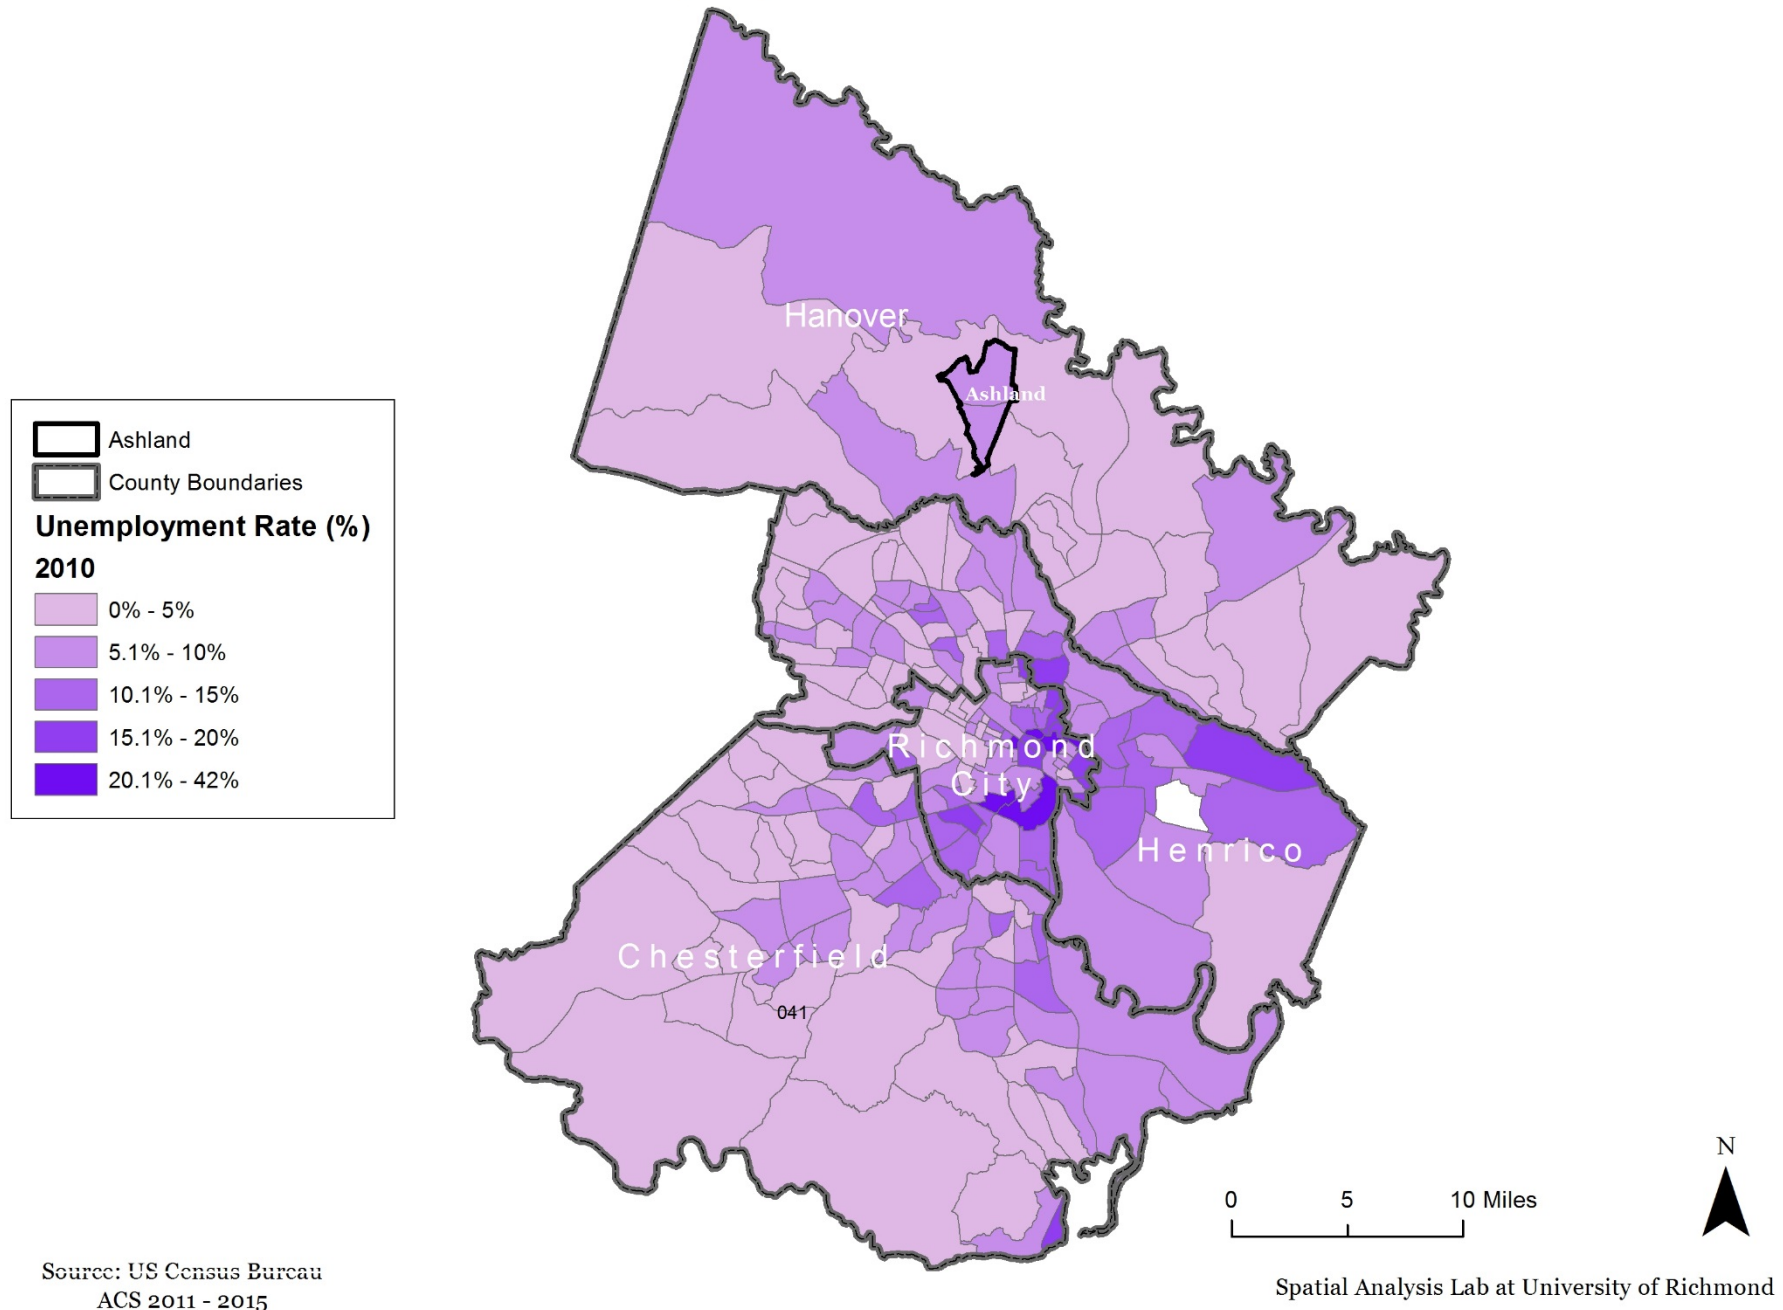 Hanover
Ashland
Ashland
County Boundaries
Unemployment Rate (%)
2010
0% - 5%
5.1% - 10%
10.1% - 15%
15.1% - 20%
20.1% - 42%
Richmond
City
Henrico
Chesterfield
041
N
0 5 10 Miles
Source: US Census Bureau
ACS 2011 - 2015
Spatial Analysis Lab at University of Richmond